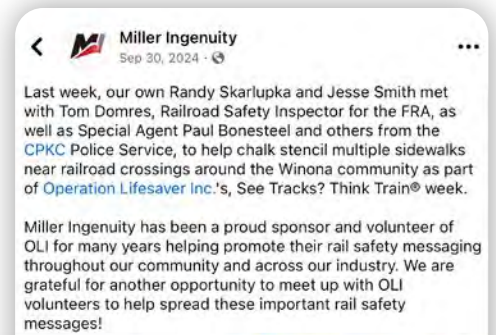 Miller Ingenuity
Sep 30, 2024 ·
Last week, our own Randy Skarlupka and Jesse Smith met
with Tom Domres, Railroad Safety Inspector for the FRA, as
well as Special Agent Paul Bonesteel and others from the
CPKC Police Service, to help chalk stencil multiple sidewalks
near railroad crossings around the Winona community as part
of Operation Lifesaver Inc.'s, See Tracks? Think Train® week.
Miller Ingenuity has been a proud sponsor and volunteer of
OLI for many years helping promote their rail safety messaging
throughout our community and across our industry. We are
grateful for another opportunity to meet up with OLI
volunteers to help spread these important rail safety
messages!